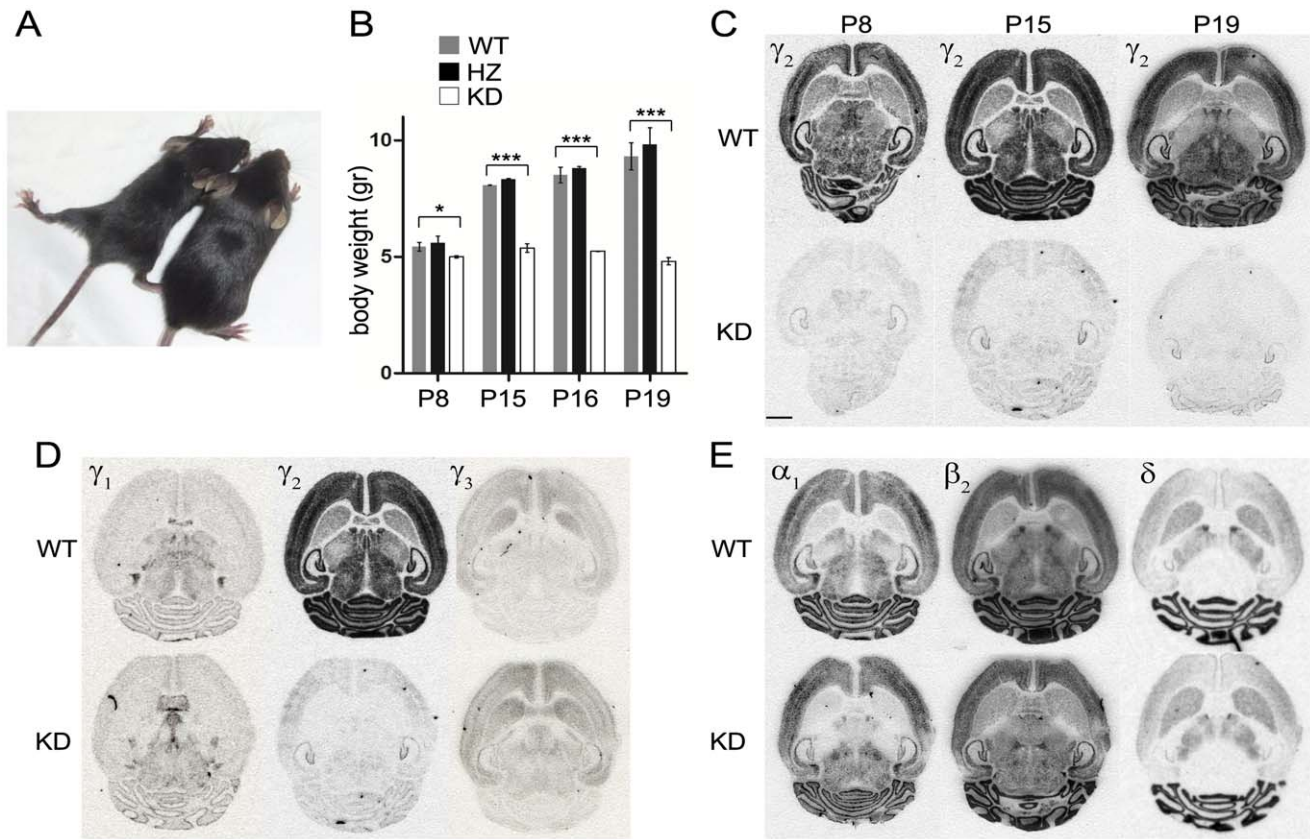 A
B
WT
HZ
KD
body weight (gr)
10
5
0
*
***
***
***
P8
P15
P16
P19
C
P8
P15
P19
γ2
γ2
γ2
WT
KD
D
γ1
γ2
γ3
WT
KD
E
α1
β2
δ
WT
KD